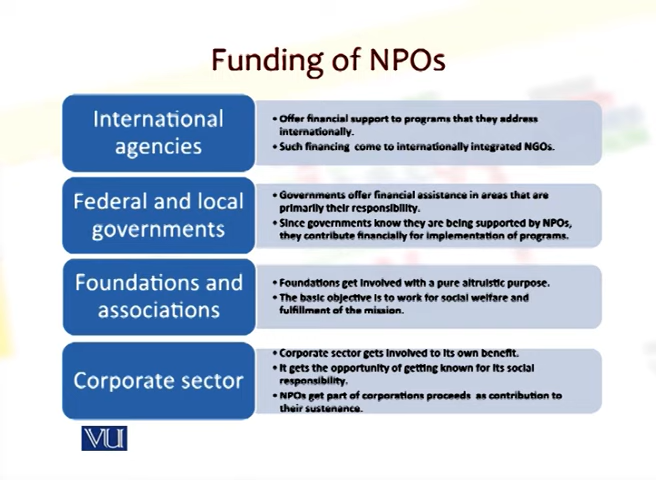 Funding of NPOs
International
agencies
• Offer financial support to programs that they address
internationally.
• Such financing come to internationally integrated NGOs.
Federal and local
governments
• Governments offer financial assistance in areas that are
primarily their responsibility.
• Since governments know they are being supported by NPOs,
they contribute financially for implementation of programs.
Foundations and
associations
• Foundations get involved with a pure altruistic purpose.
• The basic objective is to work for social welfare and
fulfillment of the mission.
Corporate sector
• Corporate sector gets involved to its own benefit.
• It gets the opportunity of getting known for its social
responsibility.
• NPOs get part of corporations proceeds as contribution to
their sustenance.
VU